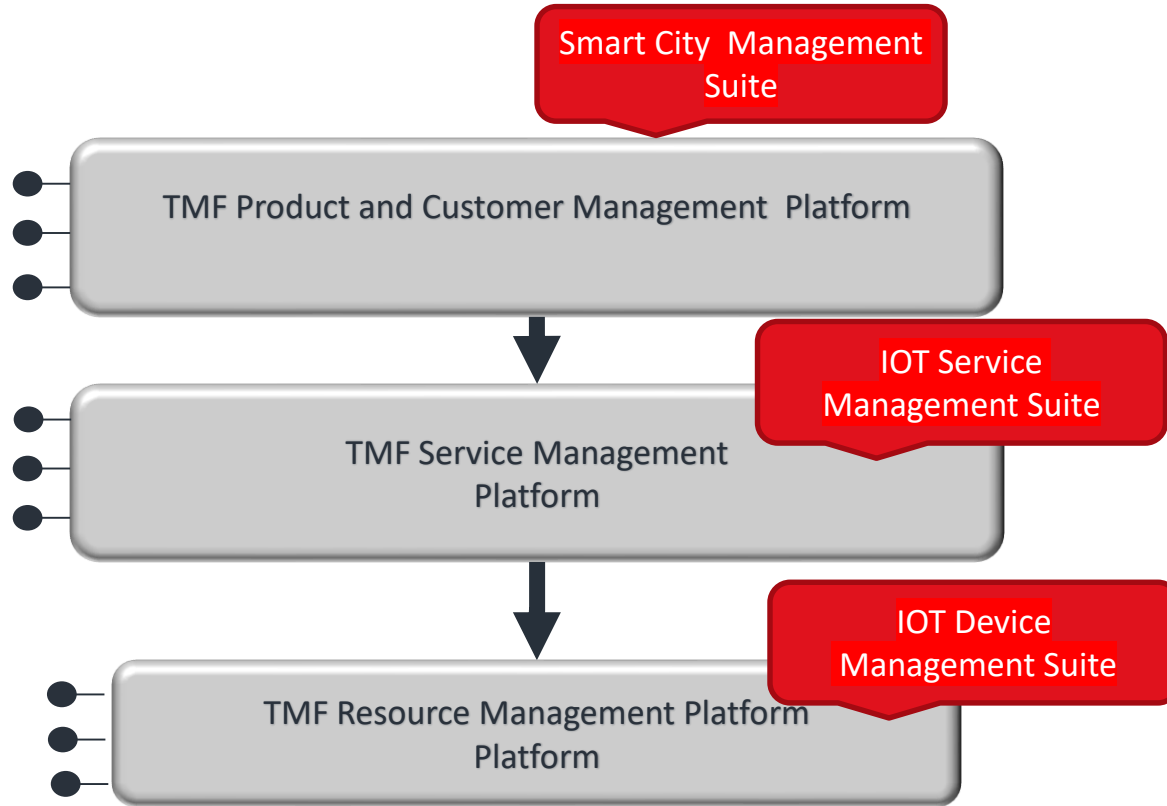 Smart City  Management
Suite
TMF Product and Customer Management  Platform
IOT Service
Management Suite
TMF Service Management
Platform
IOT Device
Management Suite
TMF Resource Management Platform
Platform